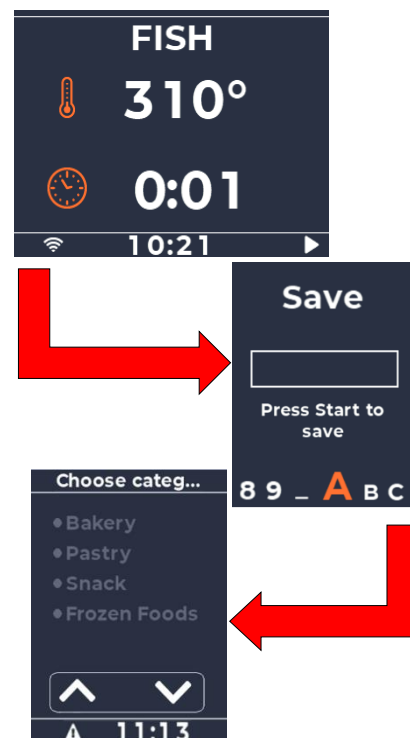 FISH
310°
0:01
10:21
Save
Press Start to
save
8 9 _ A B C
Choose categ...
•Bakery
•Pastry
•Snack
•Frozen Foods
11:13